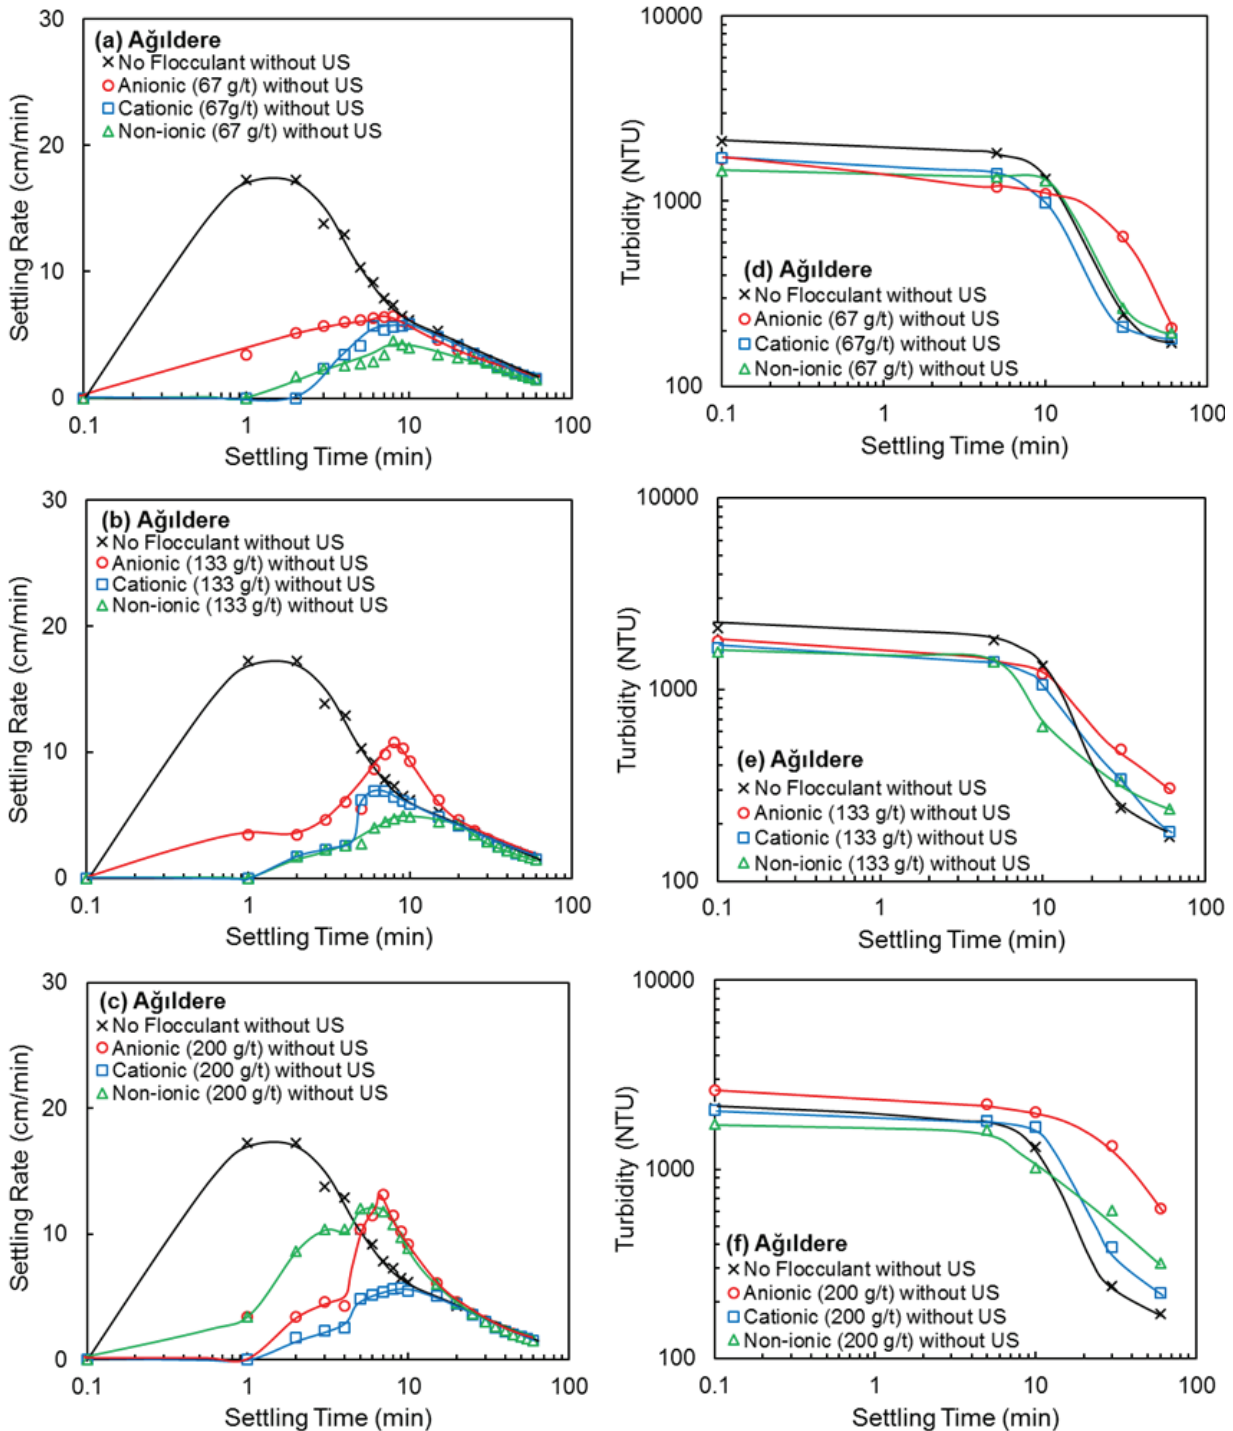 (a) Ağıldere
No Flocculant without US
Anionic (67 g/t) without US
Cationic (67g/t) without US
Non-ionic (67 g/t) without US
Settling Rate (cm/min)
30
20
10
0
0.1 1 10 100
Settling Time (min)
(d) Ağıldere
No Flocculant without US
Anionic (67 g/t) without US
Cationic (67g/t) without US
Non-ionic (67 g/t) without US
Turbidity (NTU)
10000
1000
100
0.1 1 10 100
Settling Time (min)
(b) Ağıldere
No Flocculant without US
Anionic (133 g/t) without US
Cationic (133 g/t) without US
Non-ionic (133 g/t) without US
Settling Rate (cm/min)
30
20
10
0
0.1 1 10 100
Settling Time (min)
(e) Ağıldere
No Flocculant without US
Anionic (133 g/t) without US
Cationic (133 g/t) without US
Non-ionic (133 g/t) without US
Turbidity (NTU)
10000
1000
100
0.1 1 10 100
Settling Time (min)
(c) Ağıldere
No Flocculant without US
Anionic (200 g/t) without US
Cationic (200 g/t) without US
Non-ionic (200 g/t) without US
Settling Rate (cm/min)
30
20
10
0
0.1 1 10 100
Settling Time (min)
(f) Ağıldere
No Flocculant without US
Anionic (200 g/t) without US
Cationic (200 g/t) without US
Non-ionic (200 g/t) without US
Turbidity (NTU)
10000
1000
100
0.1 1 10 100
Settling Time (min)